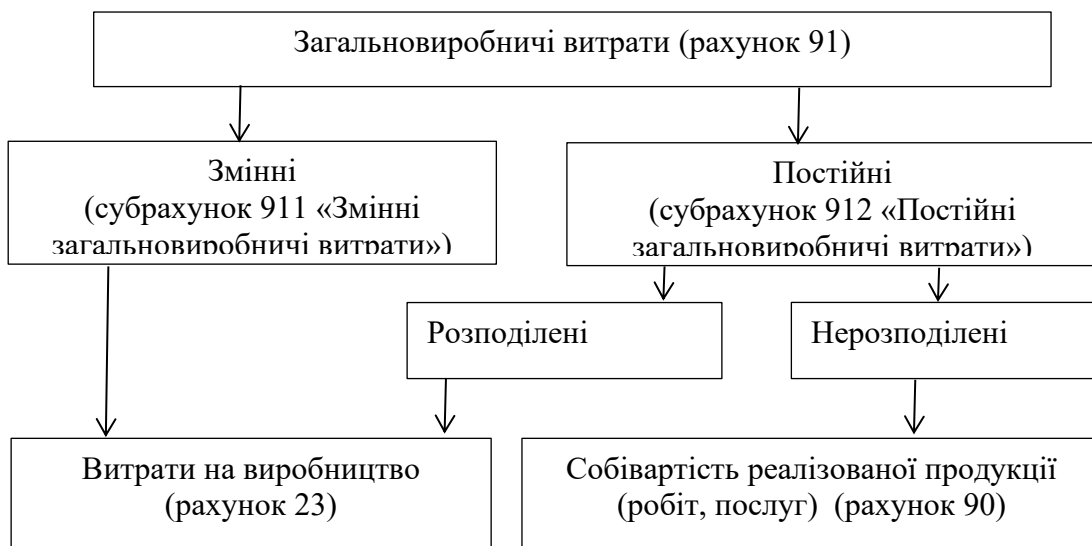 Загальновиробничі витрати (рахунок 91)
Змінні
(субрахунок 911 «Змінні
загальновиробничі витрати»)
Постійні
(субрахунок 912 «Постійні
загальновиробничі витрати»)
Розподілені
Нерозподілені
Витрати на виробництво
(рахунок 23)
Собівартість реалізованої продукції
(робіт, послуг) (рахунок 90)